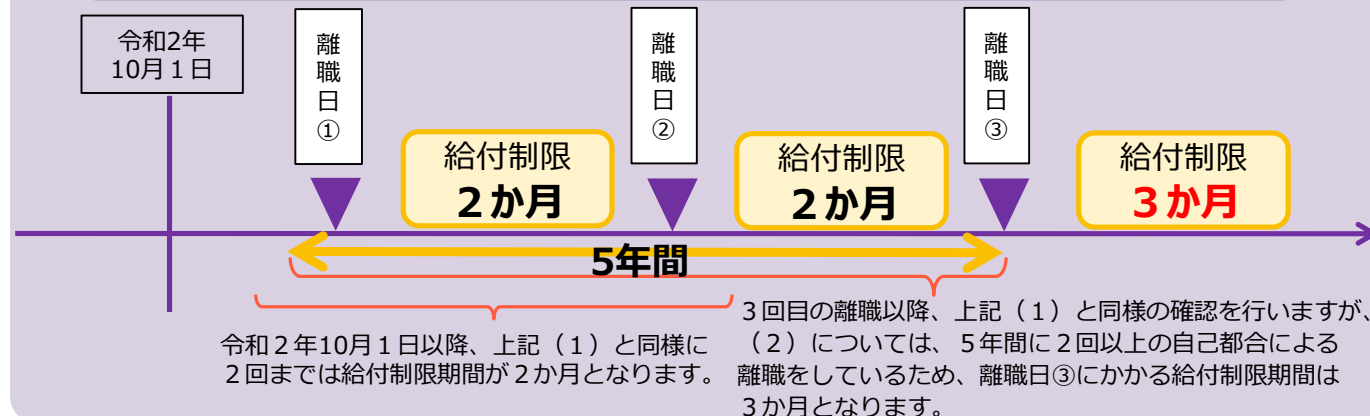 令和2年
10月１日
離職日①
離職日②
離職日③
給付制限
２か月
給付制限
２か月
給付制限
３か月
5年間
令和２年10月１日以降、上記（１）と同様に
２回までは給付制限期間が２か月となります。
３回目の離職以降、上記（１）と同様の確認を行いますが、
（２）については、５年間に２回以上の自己都合による
離職をしているため、離職日③にかかる給付制限期間は
３か月となります。